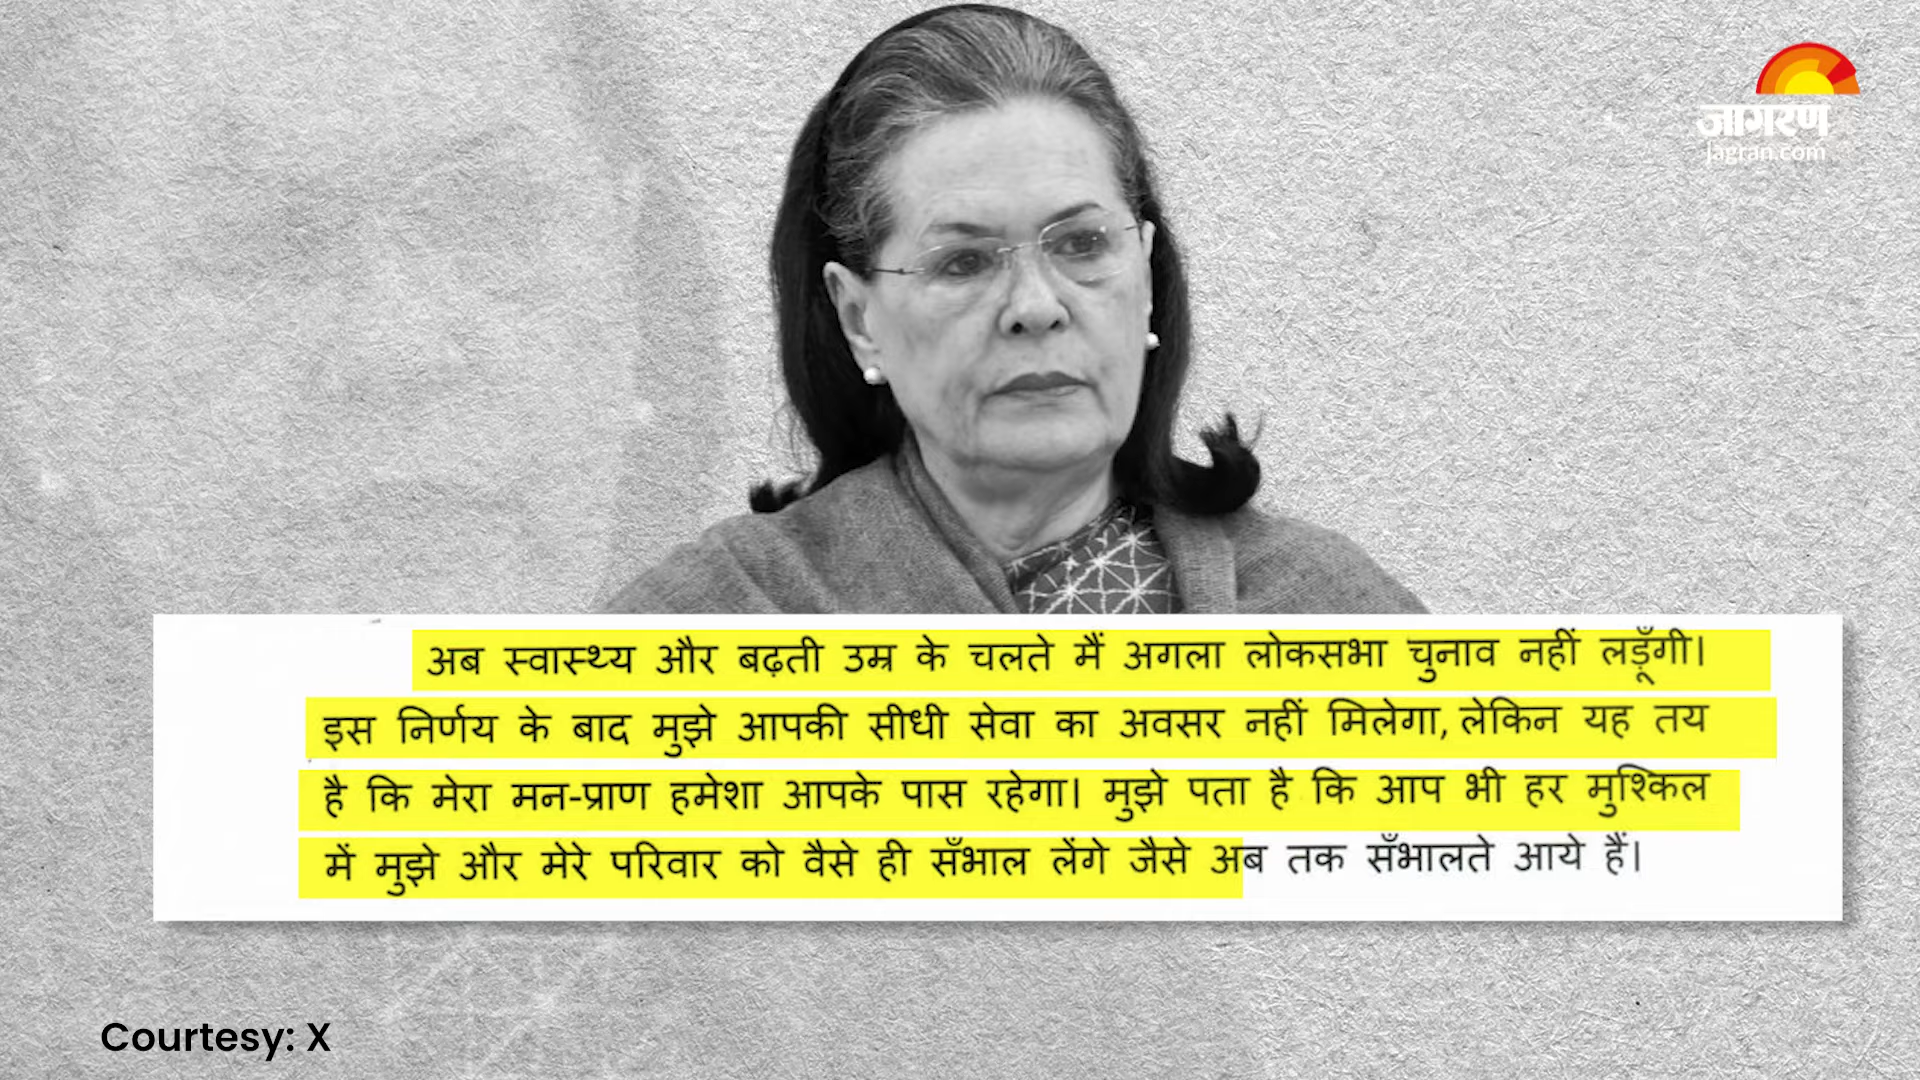 जागरण
jagran.com
अब स्वास्थ्य और बढ़ती उम्र के चलते मैं अगला लोकसभा चुनाव नहीं लड़ूँगी।
इस निर्णय के बाद मुझे आपकी सीधी सेवा का अवसर नहीं मिलेगा, लेकिन यह तय
है कि मेरा मन-प्राण हमेशा आपके पास रहेगा। मुझे पता है कि आप भी हर मुश्किल
में मुझे और मेरे परिवार को वैसे ही सँभाल लेंगे जैसे अब तक सँभालते आये हैं।
Courtesy: X